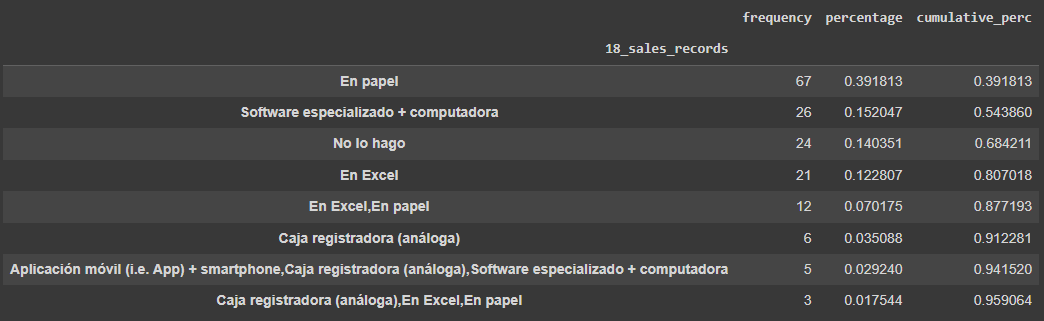 frequency percentage cumulative_perc
18_sales_records
En papel 67 0.391813 0.391813
Software especializado + computadora 26 0.152047 0.543860
No lo hago 24 0.140351 0.684211
En Excel 21 0.122807 0.807018
En Excel,En papel 12 0.070175 0.877193
Caja registradora (análoga) 6 0.035088 0.912281
Aplicación móvil (i.e. App) + smartphone,Caja registradora (análoga),Software especializado + computadora 5 0.029240 0.941520
Caja registradora (análoga),En Excel,En papel 3 0.017544 0.959064